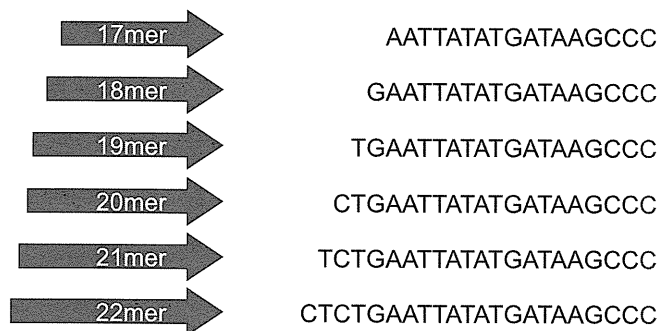 17mer AATTATATGATAAGCCC
18mer GAATTATATGATAAGCCC
19mer TGAATTATATGATAAGCCC
20mer CTGAATTATATGATAAGCCC
21mer TCTGAATTATATGATAAGCCC
22mer CTCTGAATTATATGATAAGCCC